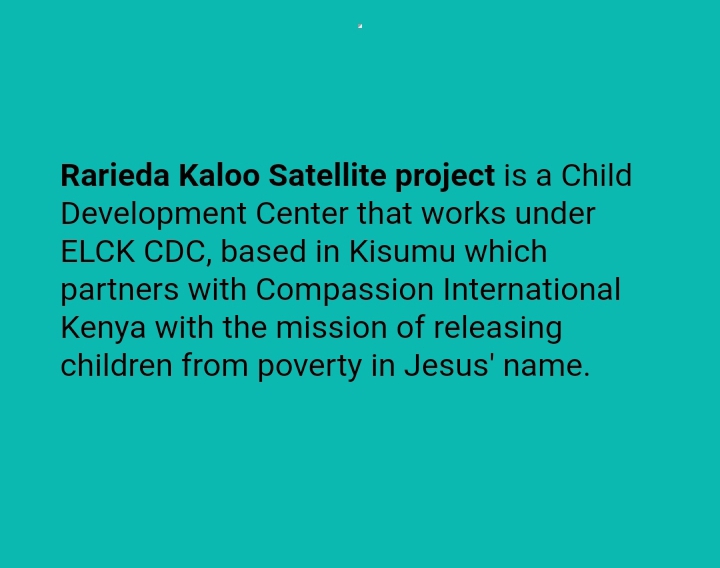 Rarieda Kaloo Satellite project is a Child
Development Center that works under
ELCK CDC, based in Kisumu which
partners with Compassion International
Kenya with the mission of releasing
children from poverty in Jesus' name.